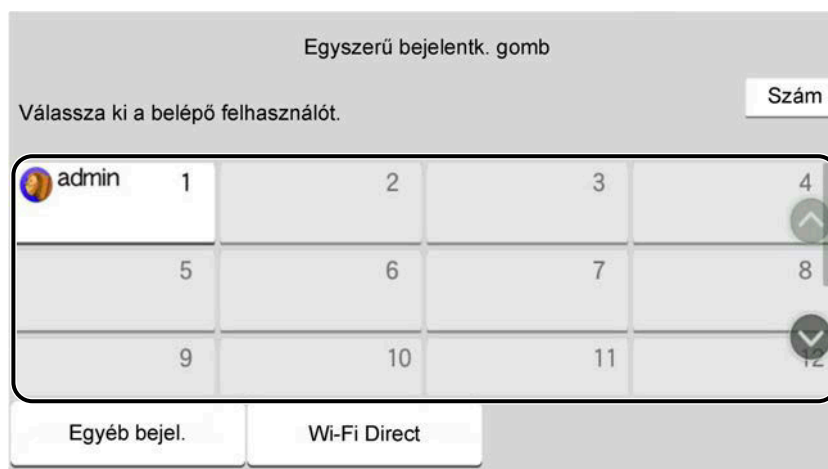 Egyszerű bejelentk. gomb
Szám
Válassza ki a belépő felhasználót.
admin 1 2 3 4
5 6 7 8
9 10 11 12
Egyéb bejel. Wi-Fi Direct